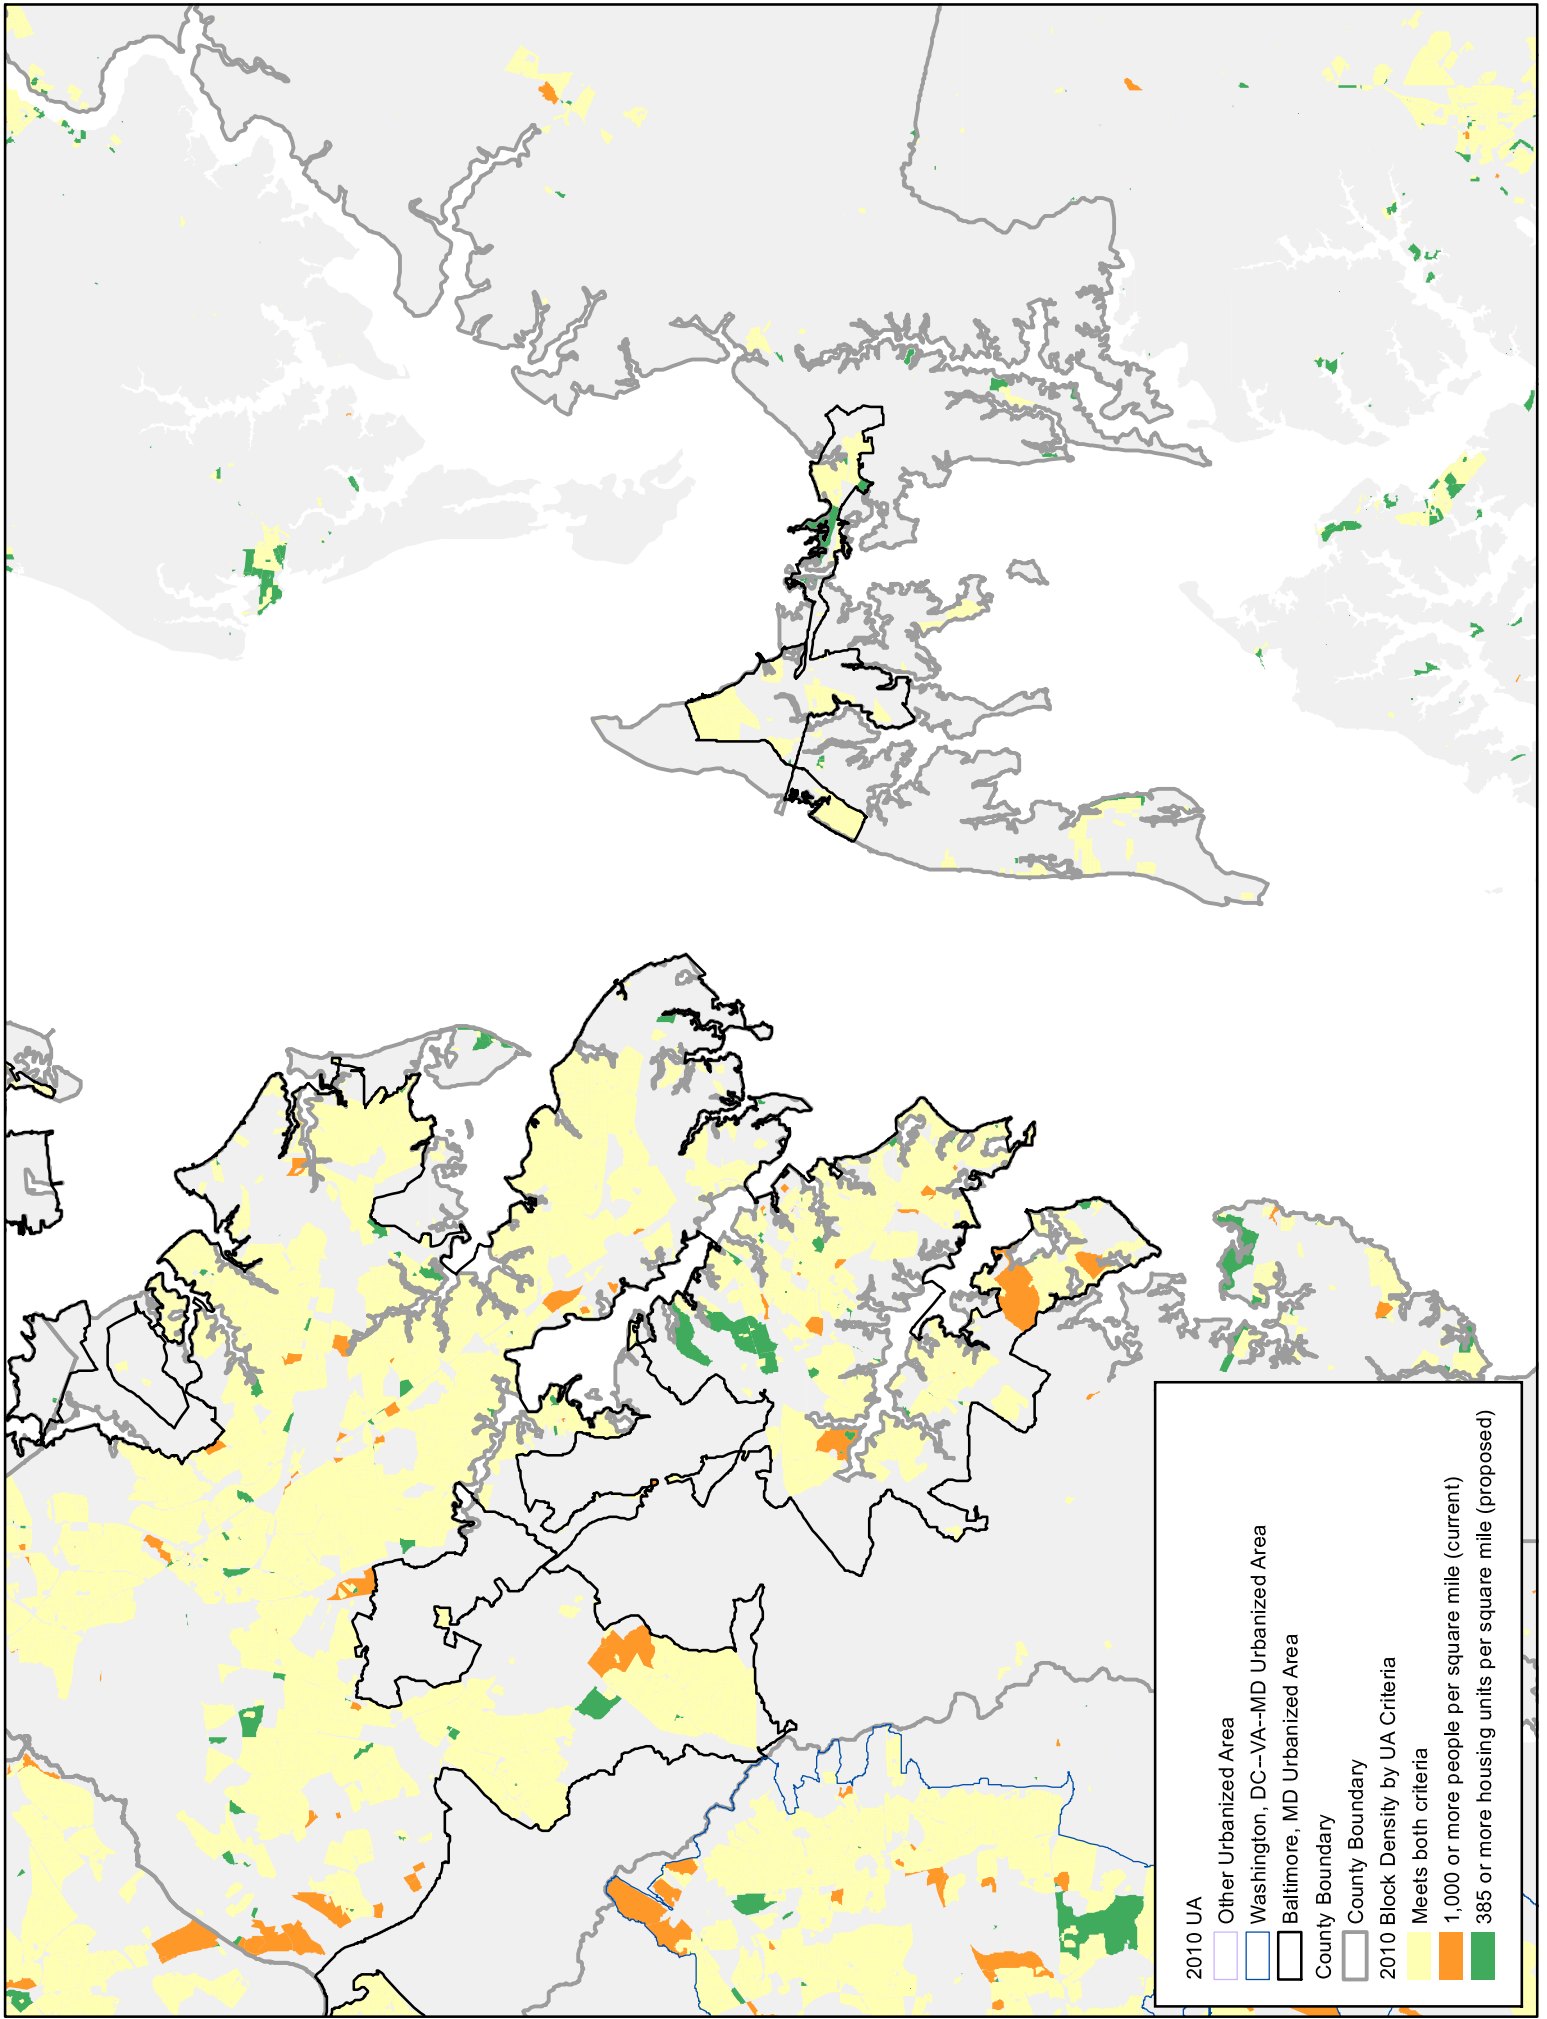 2010 UA
Other Urbanized Area
Washington, DC--VA--MD Urbanized Area
Baltimore, MD Urbanized Area
County Boundary
County Boundary
2010 Block Density by UA Criteria
Meets both criteria
1,000 or more people per square mile (current)
385 or more housing units per square mile (proposed)